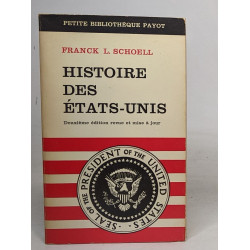 PETITE BIBLIOTHÈQUE PAYOT
FRANCK L. SCHOELL
HISTOIRE
DES
ÉTATS-UNIS
Deuxième édition revue et mise à jour
SEAL OF THE PRESIDENT OF THE UNITED STATES